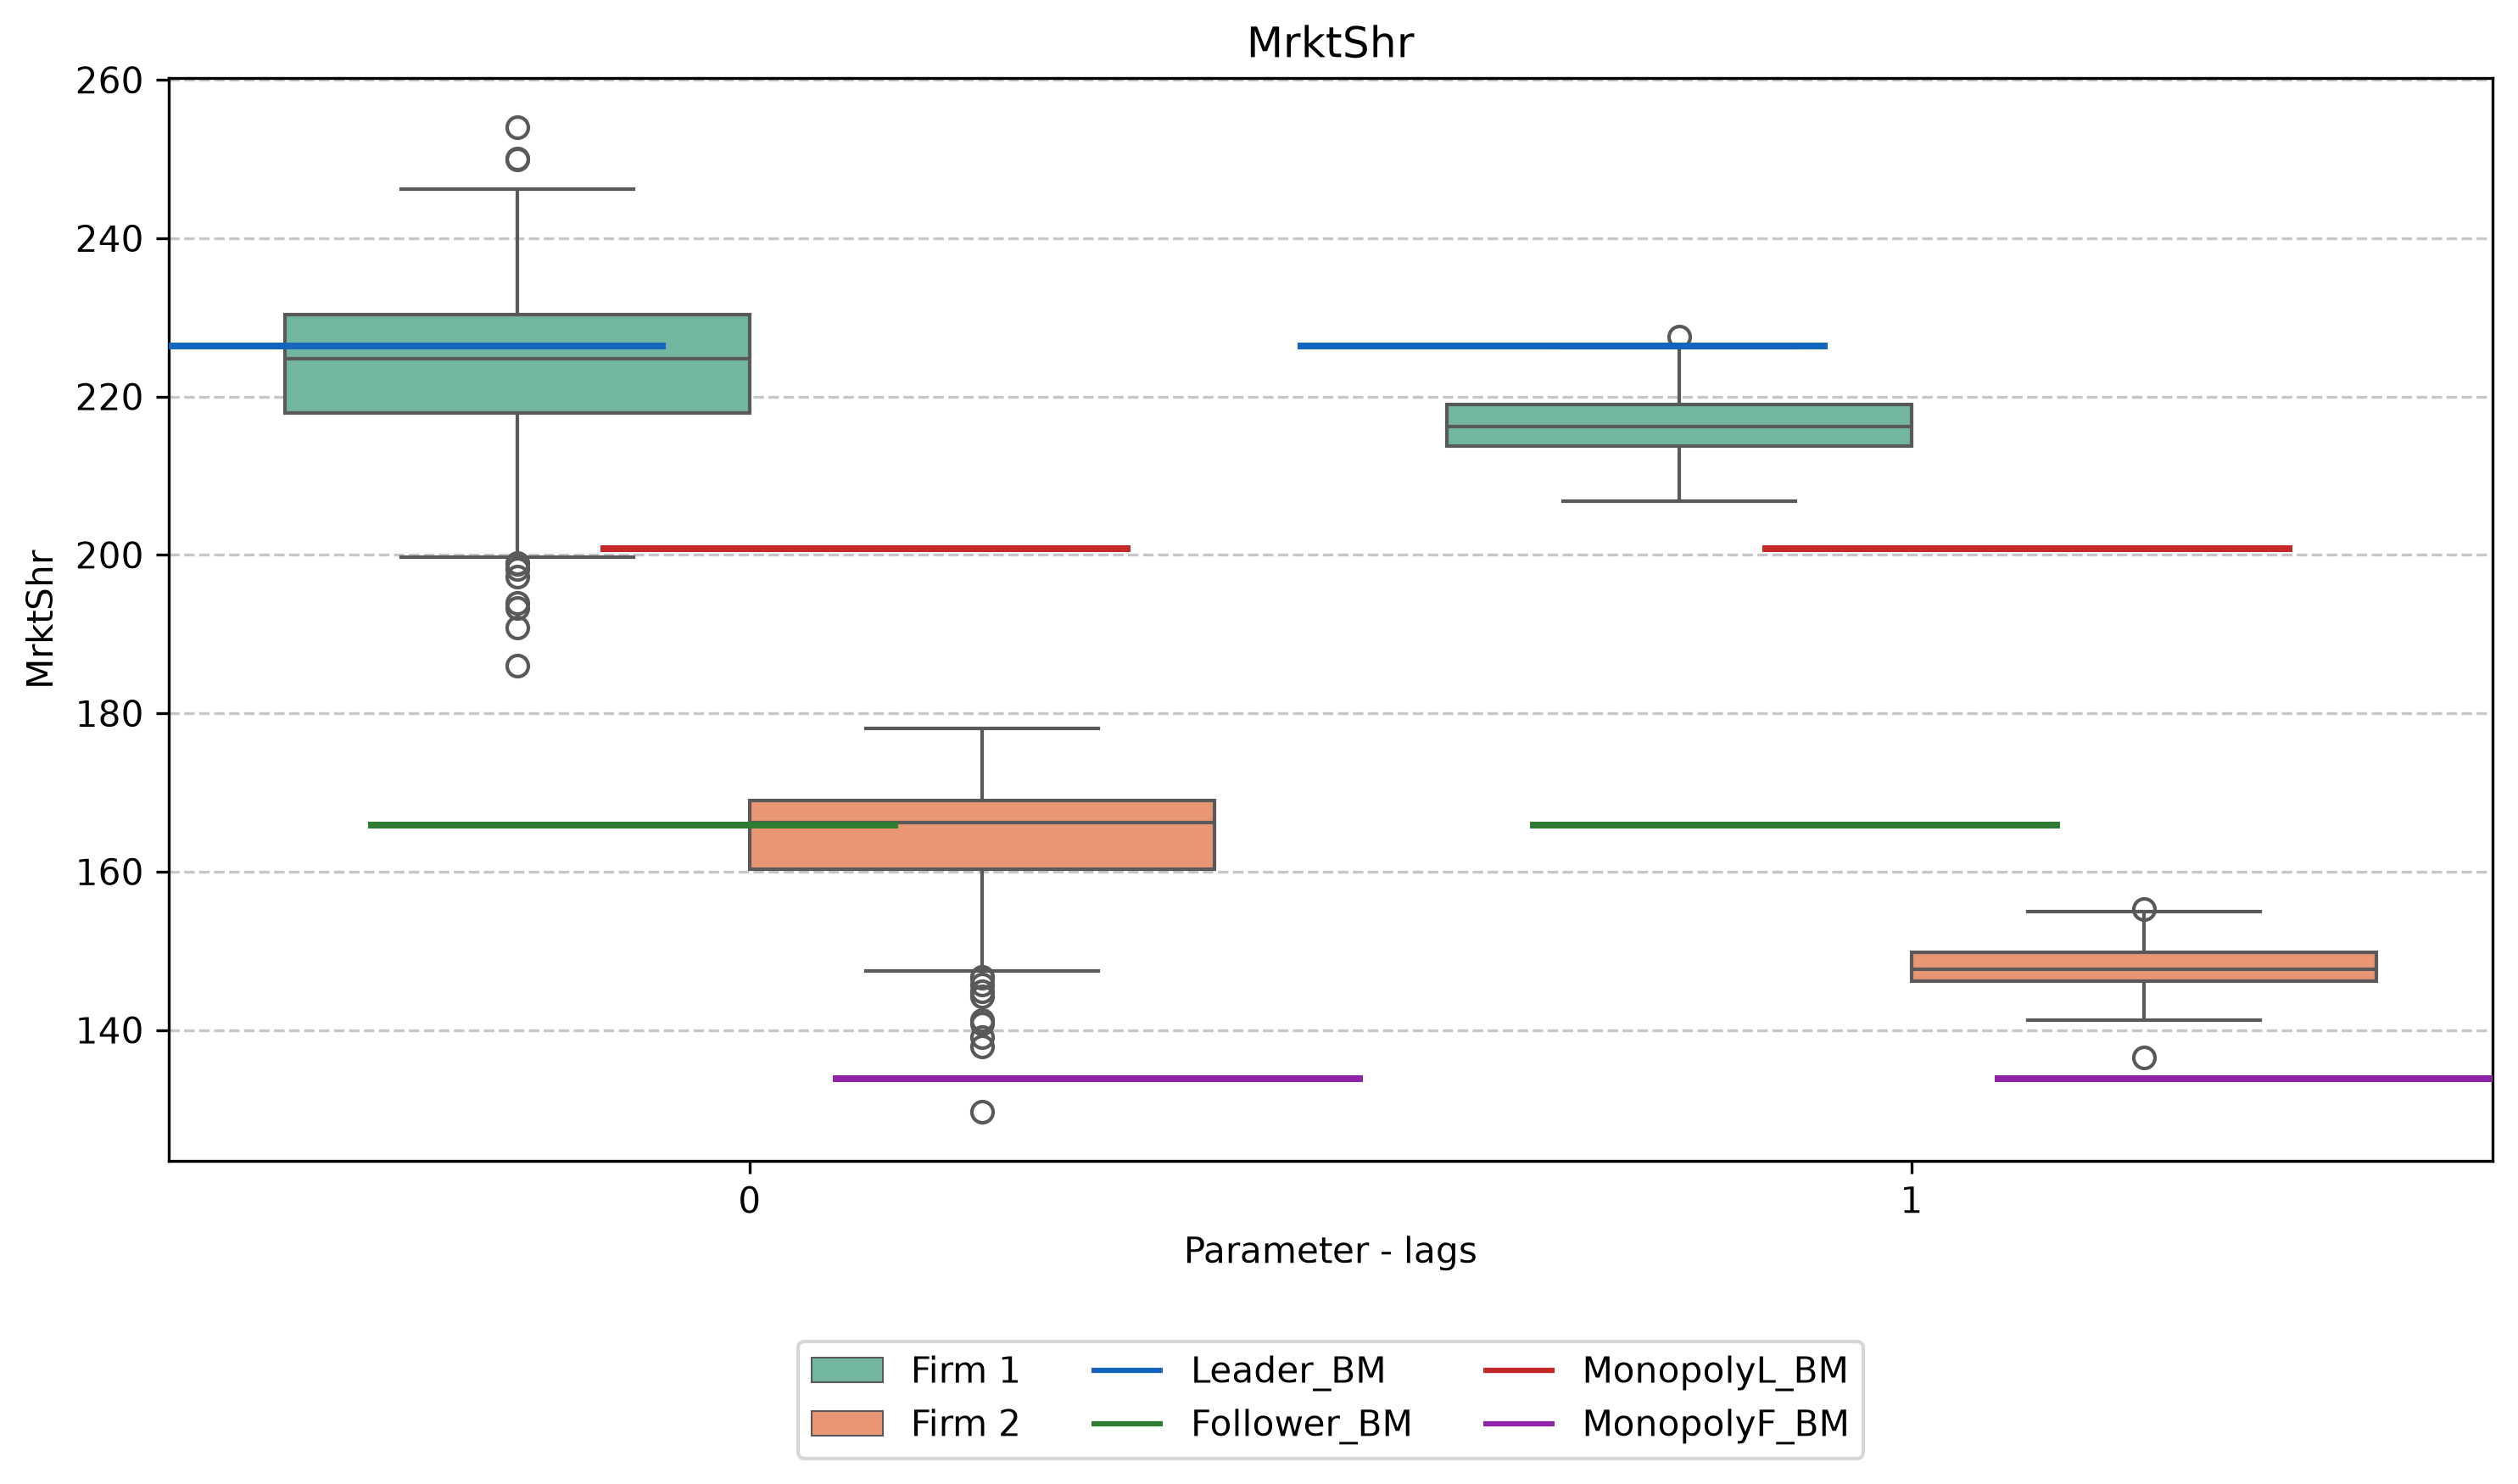 MrktShr
260
240
220
200
180
160
140
MrktShr
0 1
Parameter - lags
Firm 1 Leader_BM MonopolyL_BM
Firm 2 Follower_BM MonopolyF_BM